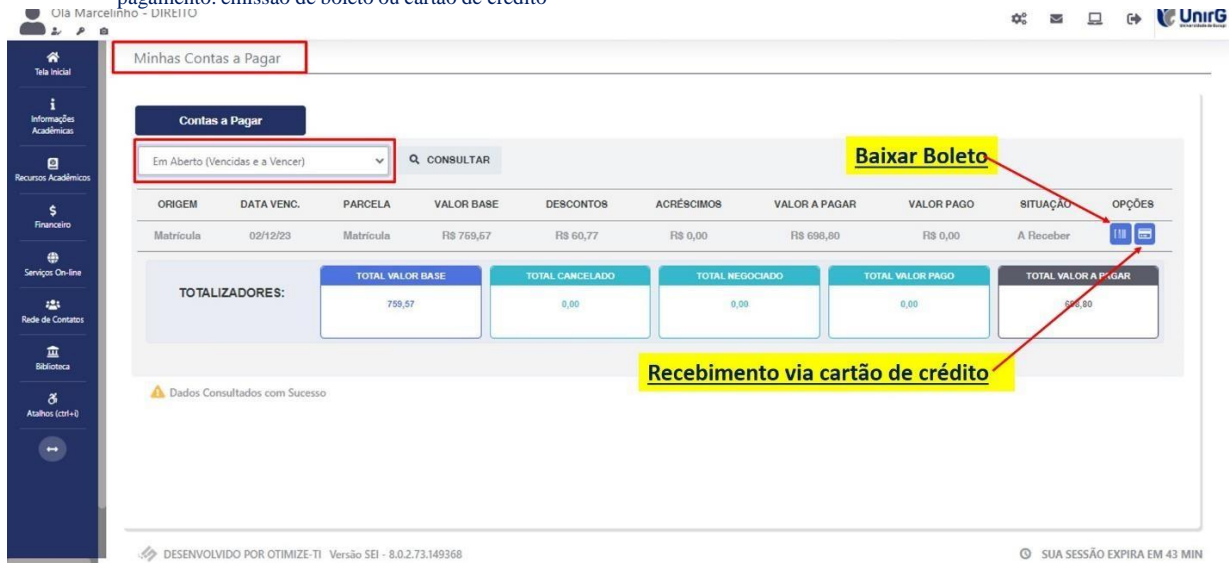 pagamento: emissão de boleto ou cartão de crédito
Olá Marcelinho - DIREITO
UnirG
Tela Inicial
Minhas Contas a Pagar
Informações
Acadêmicas
Contas a Pagar
Em Aberto (Vencidas e a Vencer)
CONSULTAR
Baixar Boleto
Recursos Acadêmicos
ORIGEM DATA VENC. PARCELA VALOR BASE DESCONTOS ACRÉSCIMOS VALOR A PAGAR VALOR PAGO SITUAÇÃO OPÇÕES
Financeiro
Matrícula 02/12/23 Matrícula R$ 759,57 R$ 60,77 R$ 0,00 R$ 698,80 R$ 0,00 A Receber
Serviços On-line
TOTALIZADORES:
TOTAL VALOR BASE TOTAL CANCELADO TOTAL NEGOCIADO TOTAL VALOR PAGO TOTAL VALOR A PAGAR
759,57 0,00 0,00 0,00 698,80
Rede de Contatos
Biblioteca
Recebimento via cartão de crédito
Dados Consultados com Sucesso
Atalhos (ctrl+i)
DESENVOLVIDO POR OTIMIZE-TI Versão SEI - 8.0.2.73.149368
SUA SESSÃO EXPIRA EM 43 MIN